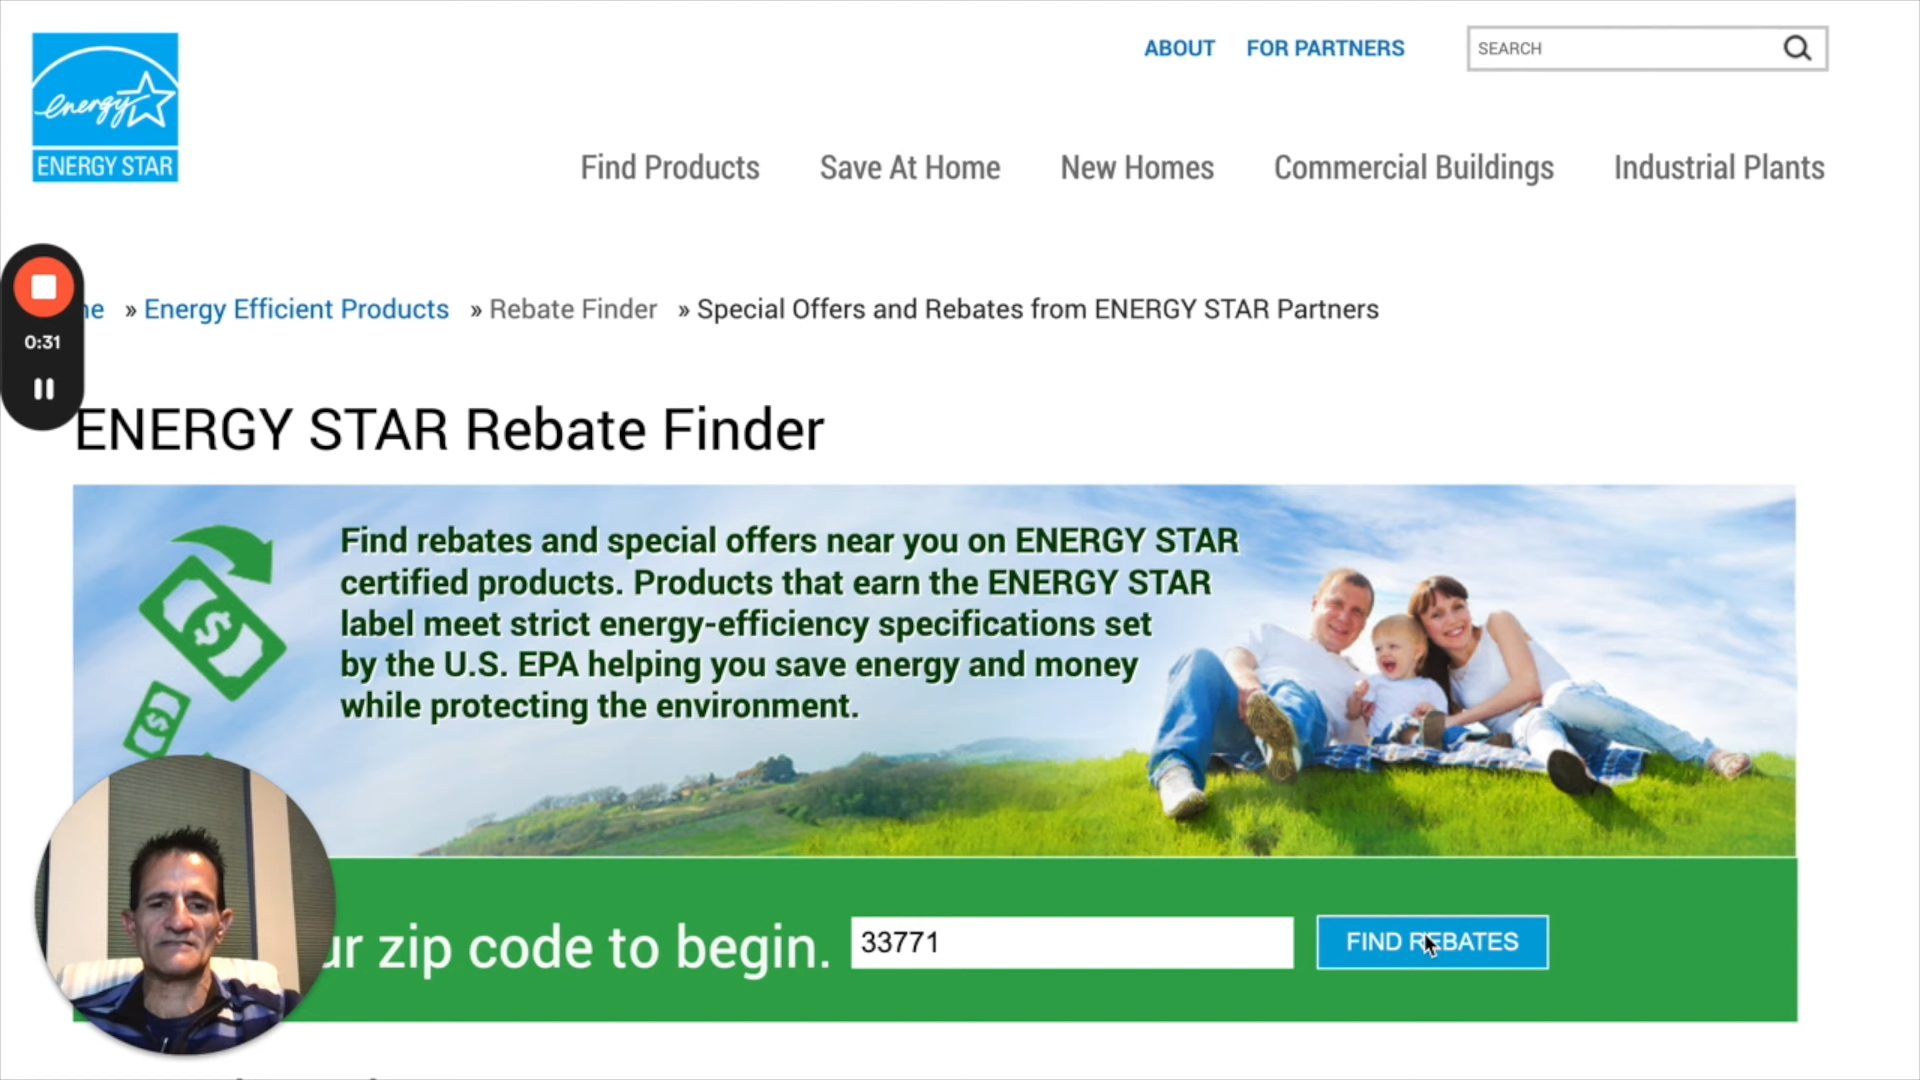 ABOUT FOR PARTNERS SEARCH
energy
ENERGY STAR
Find Products Save At Home New Homes Commercial Buildings Industrial Plants
0:31
ne » Energy Efficient Products » Rebate Finder » Special Offers and Rebates from ENERGY STAR Partners
ENERGY STAR Rebate Finder
Find rebates and special offers near you on ENERGY STAR
certified products. Products that earn the ENERGY STAR
label meet strict energy-efficiency specifications set
by the U.S. EPA helping you save energy and money
while protecting the environment.
ur zip code to begin. 33771 FIND REBATES